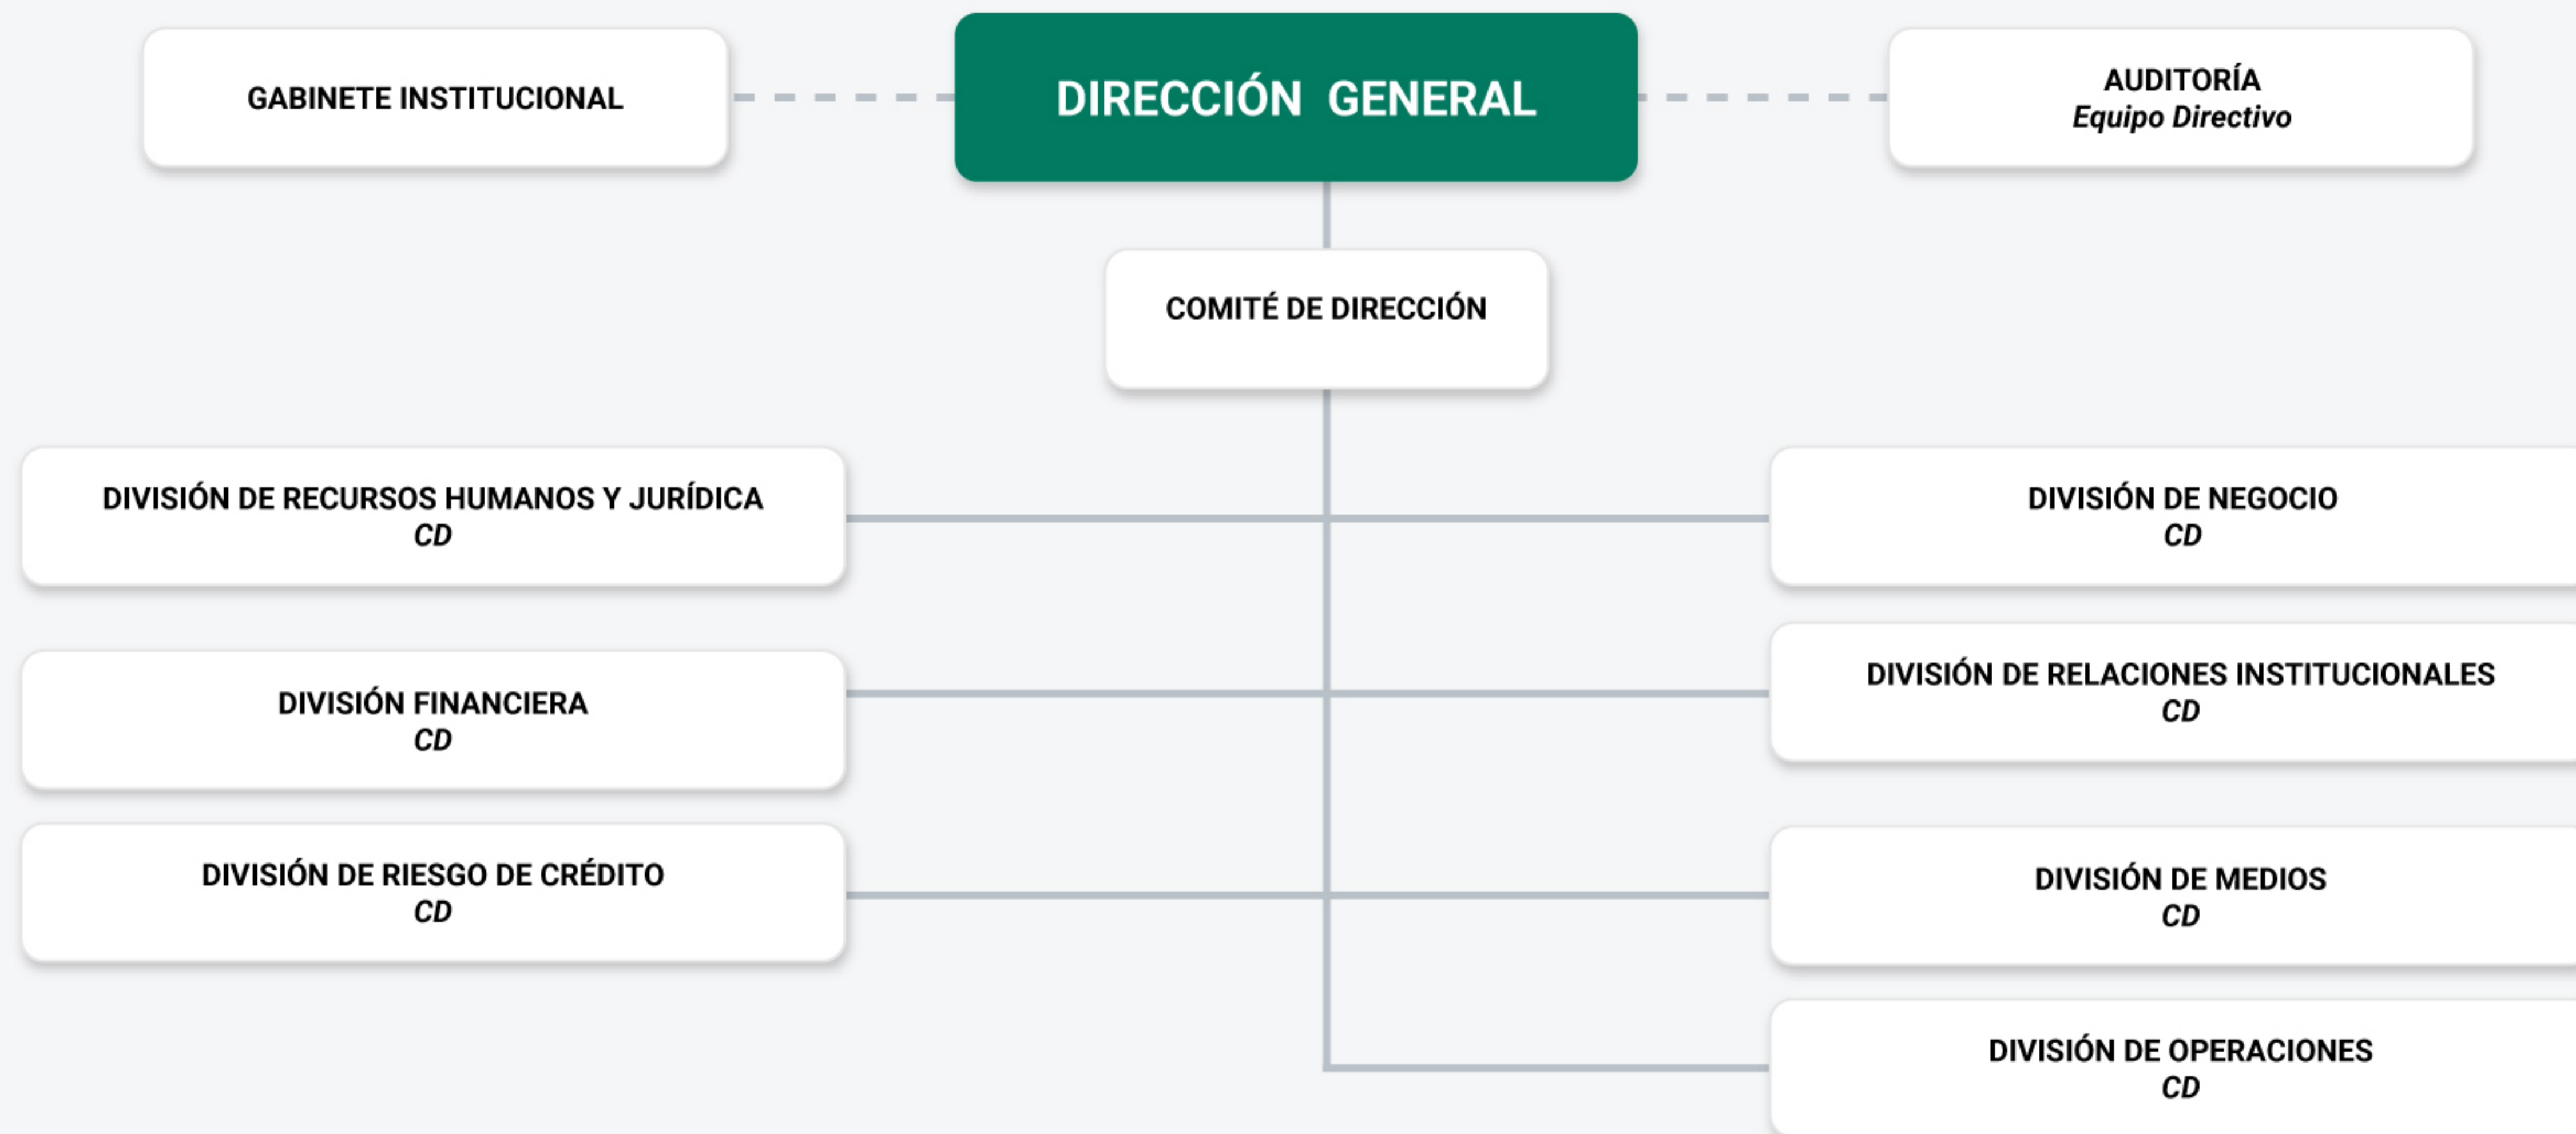 GABINETE INSTITUCIONAL
DIRECCIÓN GENERAL
AUDITORÍA
Equipo Directivo
COMITÉ DE DIRECCIÓN
DIVISIÓN DE RECURSOS HUMANOS Y JURÍDICA
CD
DIVISIÓN DE NEGOCIO
CD
DIVISIÓN FINANCIERA
CD
DIVISIÓN DE RELACIONES INSTITUCIONALES
CD
DIVISIÓN DE RIESGO DE CRÉDITO
CD
DIVISIÓN DE MEDIOS
CD
DIVISIÓN DE OPERACIONES
CD